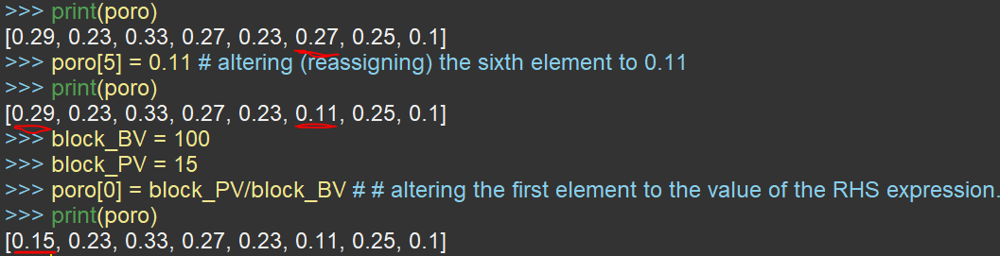 >>> print(poro)
[0.29, 0.23, 0.33, 0.27, 0.23, 0.27, 0.25, 0.1]
>>> poro[5] = 0.11 # altering (reassigning) the sixth element to 0.11
>>> print(poro)
[0.29, 0.23, 0.33, 0.27, 0.23, 0.11, 0.25, 0.1]
>>> block_BV = 100
>>> block_PV = 15
>>> poro[0] = block_PV/block_BV # # altering the first element to the value of the RHS expression.
>>> print(poro)
[0.15, 0.23, 0.33, 0.27, 0.23, 0.11, 0.25, 0.1]